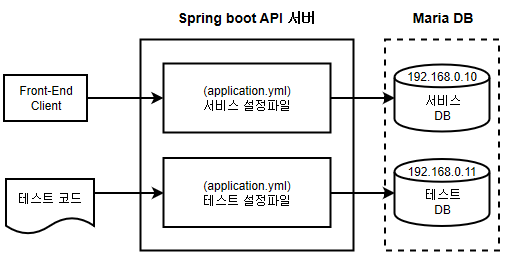 Spring boot API 서버
Maria DB
Front-End
Client
(application.yml)
서비스 설정파일
192.168.0.10
서비스
DB
테스트 코드
(application.yml)
테스트 설정파일
192.168.0.11
테스트
DB